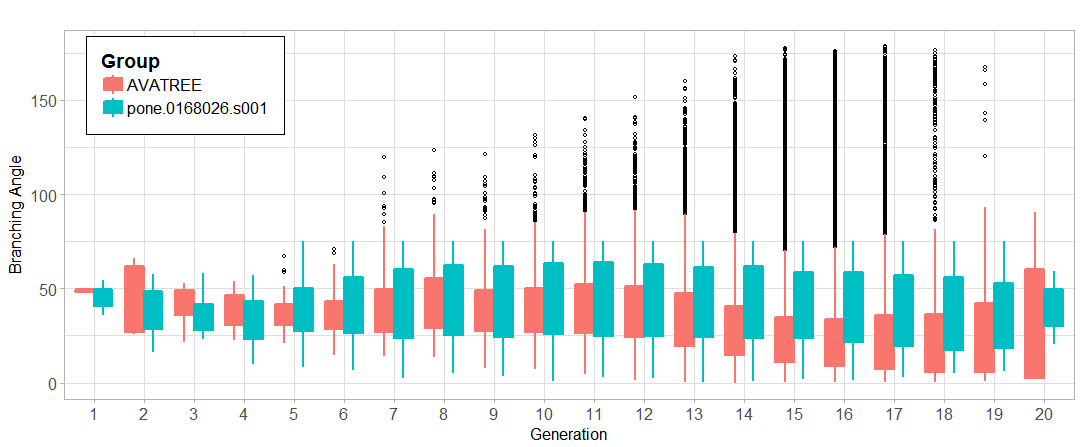 Group
AVATREE
pone.0168026.s001
Branching Angle
150
100
50
0
1 2 3 4 5 6 7 8 9 10 11 12 13 14 15 16 17 18 19 20
Generation